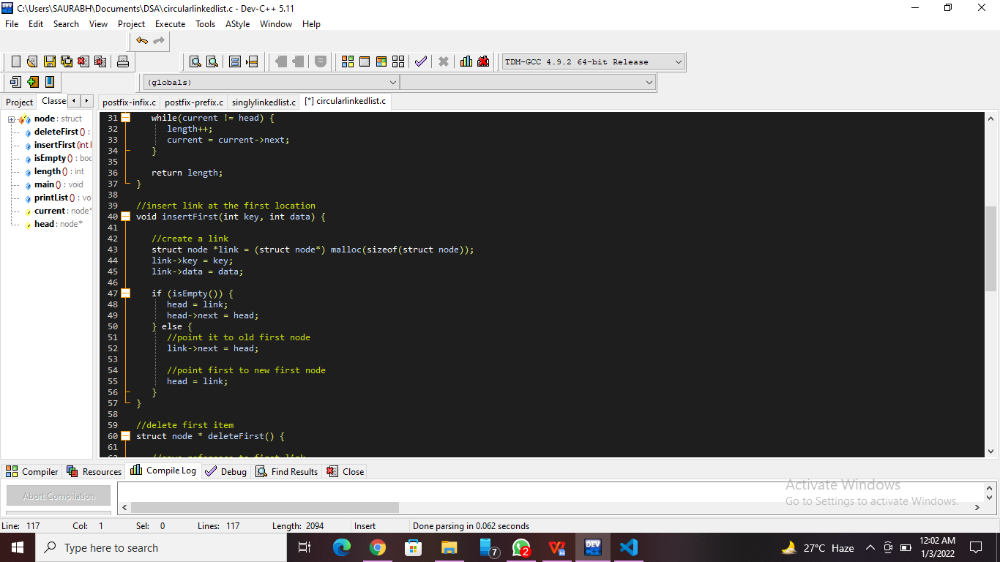 C:\Users\SAURABH\Documents\DSA\circularlinkedlist.c - Dev-C++ 5.11
File Edit Search View Project Execute Tools AStyle Window Help
TDM-GCC 4.9.2 64-bit Release
(globals)
Project Classe postfix-infix.c postfix-prefix.c singlylinkedlist.c [*] circularlinkedlist.c
node : struct
deleteFirst () :
insertFirst (int
isEmpty () : boo
length () : int
main () : void
printList () : vo
current : node*
head : node*
31 while(current != head) {
32 length++;
33 current = current->next;
34 }
35
36 return length;
37 }
38
39 //insert link at the first location
40 void insertFirst(int key, int data) {
41
42 //create a link
43 struct node *link = (struct node*) malloc(sizeof(struct node));
44 link->key = key;
45 link->data = data;
46
47 if (isEmpty()) {
48 head = link;
49 head->next = head;
50 } else {
51 //point it to old first node
52 link->next = head;
53
54 //point first to new first node
55 head = link;
56 }
57 }
58
59 //delete first item
60 struct node * deleteFirst() {
61
62 //save reference to first link
Compiler Resources Compile Log Debug Find Results Close
Abort Compilation
Activate Windows
Go to Settings to activate Windows.
Line: 117 Col: 1 Sel: 0 Lines: 117 Length: 2094 Insert Done parsing in 0.062 seconds
Type here to search 7 2 DEV 27°C Haze 12:02 AM
1/3/2022